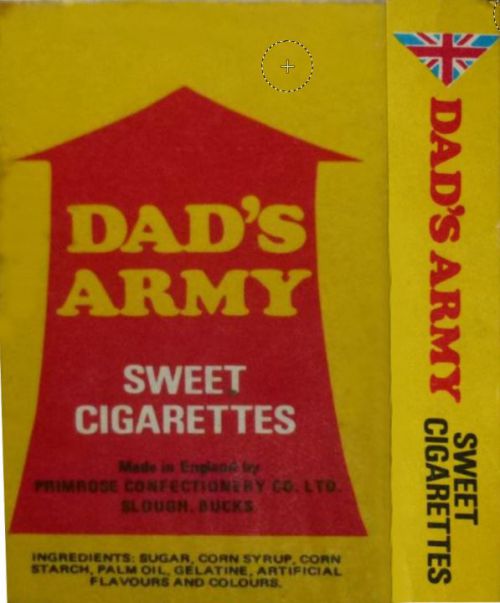 DAD'S
ARMY
SWEET
CIGARETTES
Made in England by
PRIMROSE CONFECTIONERY CO. LTD.
SLOUGH, BUCKS.
INGREDIENTS: SUGAR, CORN SYRUP, CORN
STARCH, PALM OIL, GELATINE, ARTIFICIAL
FLAVOURS AND COLOURS.
DAD'S ARMY
SWEET
CIGARETTES